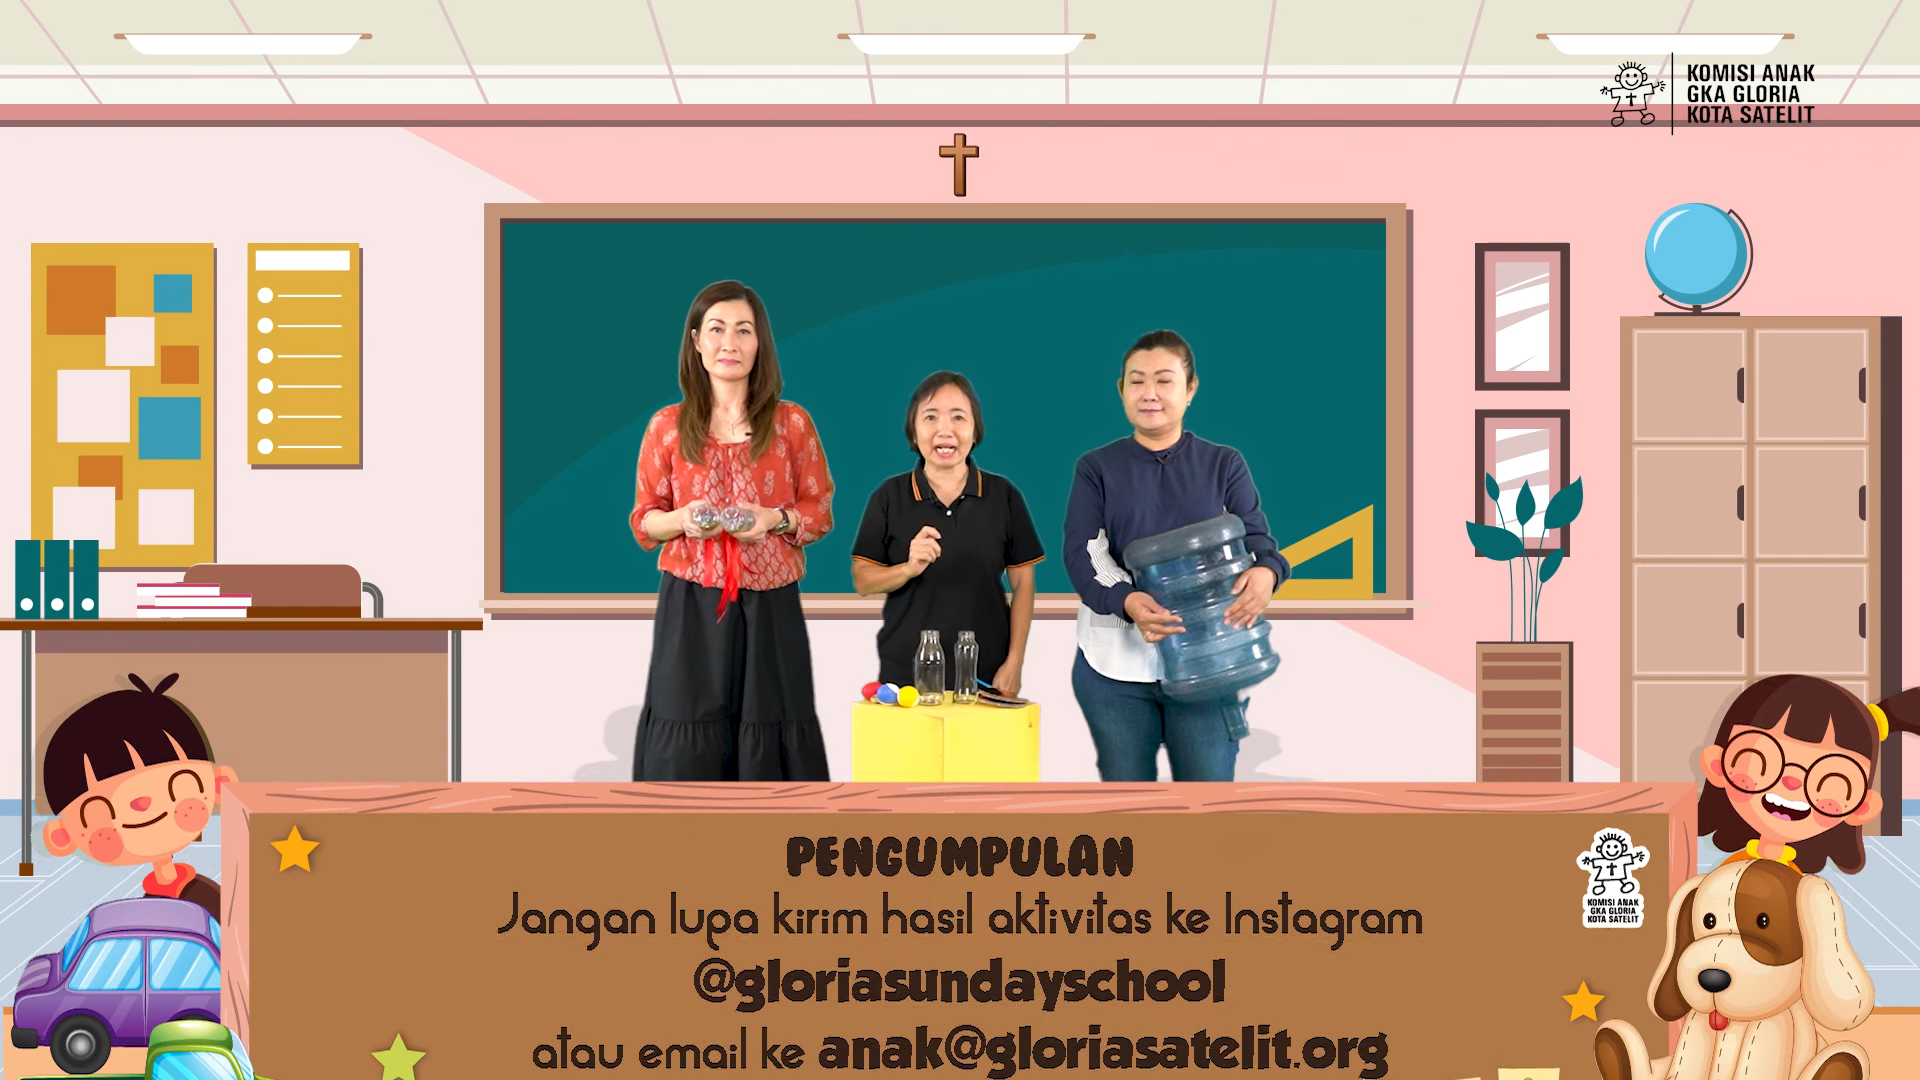 KOMISI ANAK
GKA GLORIA
KOTA SATELIT
PENGUMPULAN
Jangan lupa kirim hasil aktivitas ke Instagram
@gloriasundayschool
atau email ke anak@gloriasatelit.org
KOMISI ANAK
GKA GLORIA
KOTA SATELIT